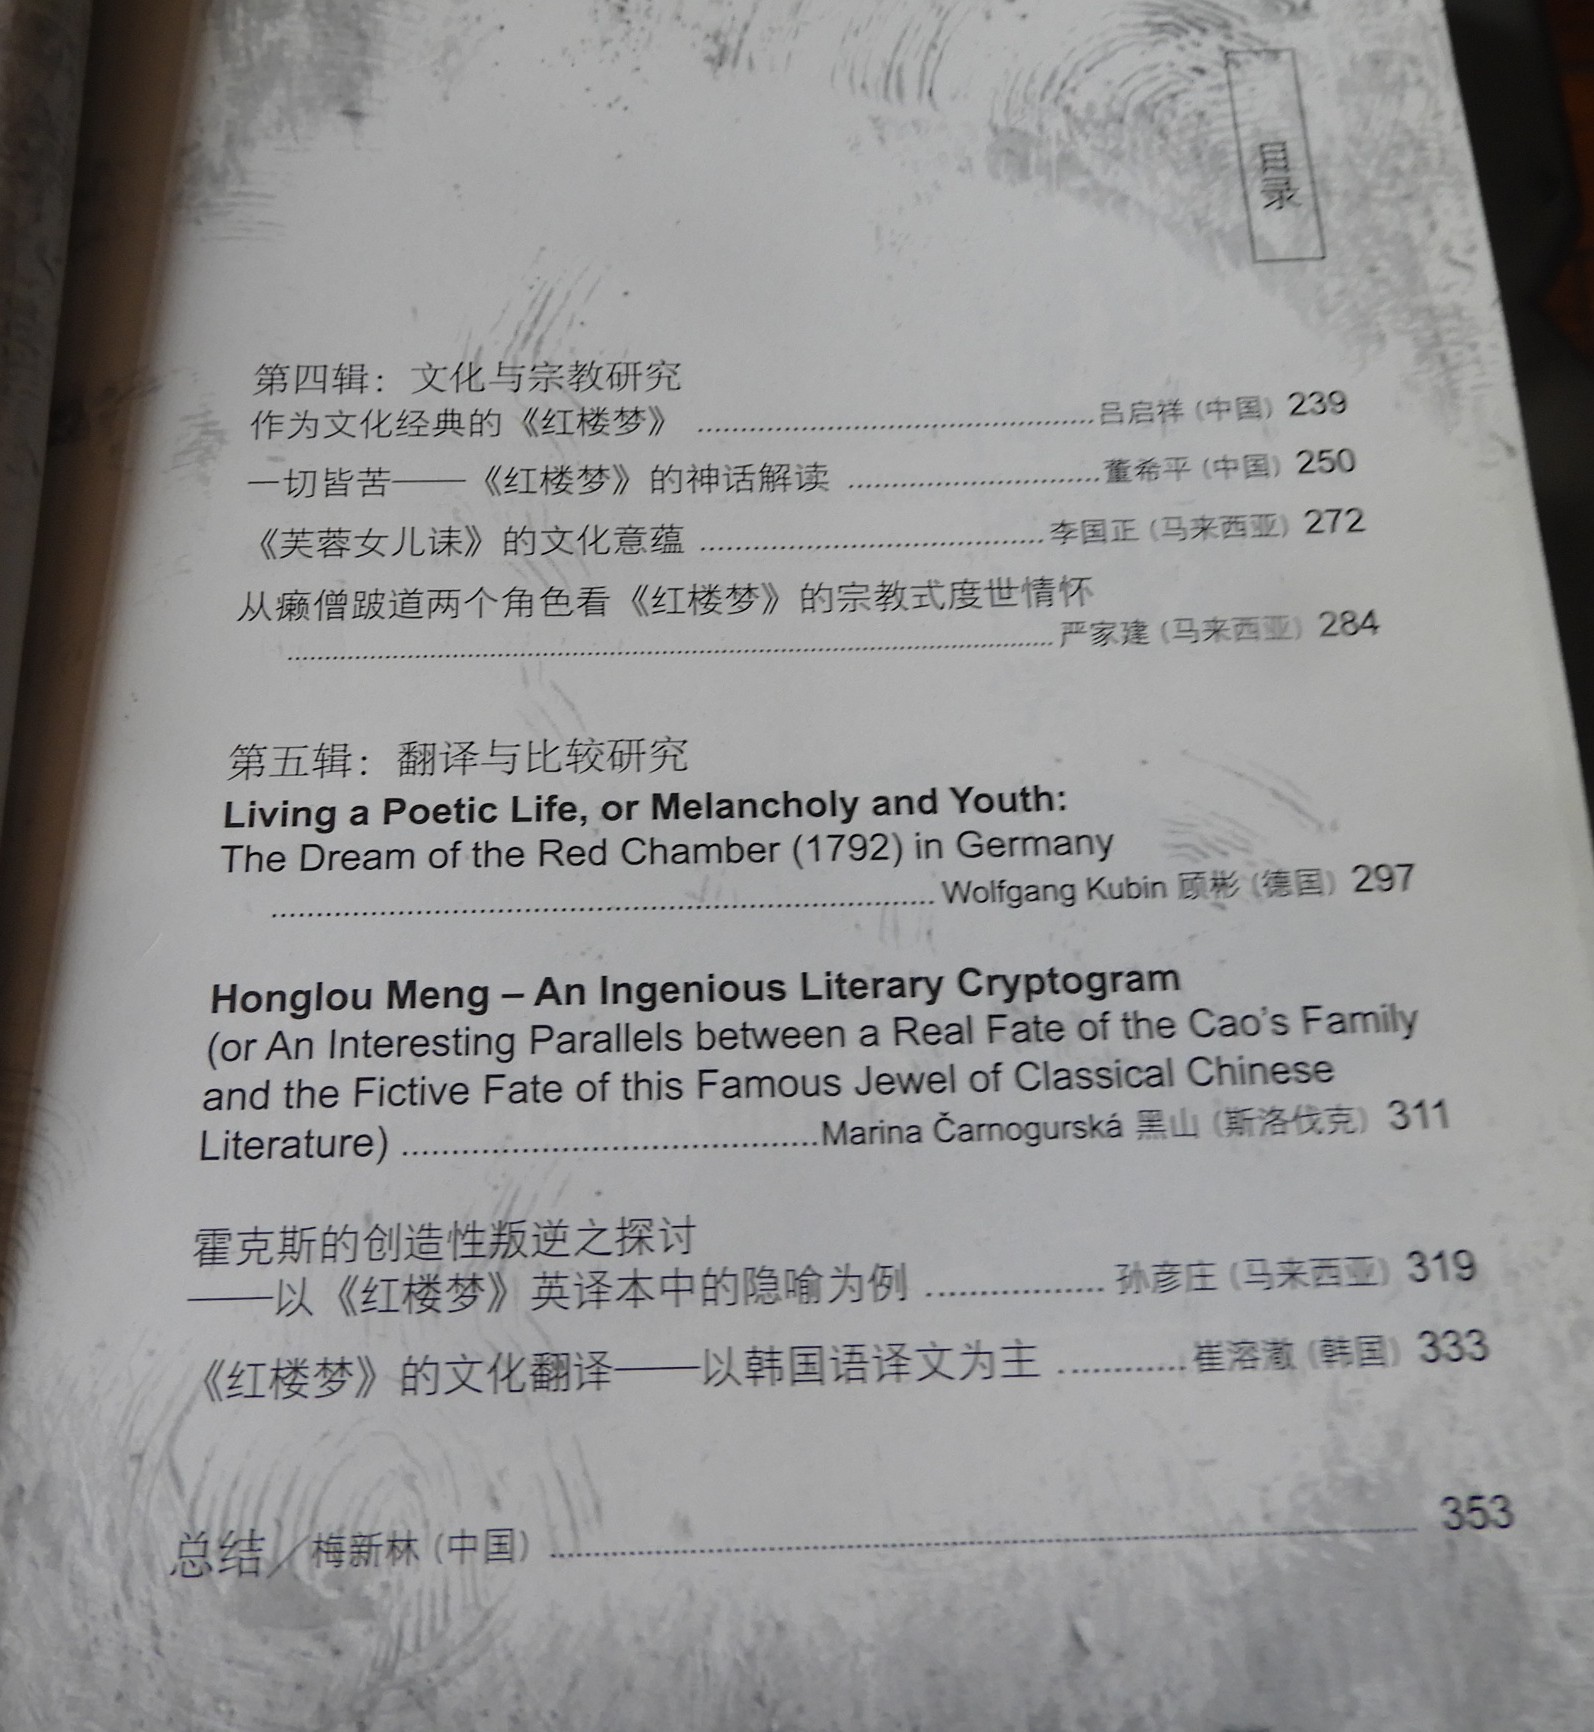 目录
第四辑：文化与宗教研究
作为文化经典的《红楼梦》 ........................................吕启祥（中国）239
一切皆苦——《红楼梦》的神话解读 ............................董希平（中国）250
《芙蓉女儿诔》的文化意蕴 ......................................李国正（马来西亚）272
从癞僧跛道两个角色看《红楼梦》的宗教式度世情怀
................................................................................严家建（马来西亚）284
第五辑：翻译与比较研究
Living a Poetic Life, or Melancholy and Youth:
The Dream of the Red Chamber (1792) in Germany
................................................................Wolfgang Kubin 顾彬（德国）297
Honglou Meng – An Ingenious Literary Cryptogram
(or An Interesting Parallels between a Real Fate of the Cao's Family
and the Fictive Fate of this Famous Jewel of Classical Chinese
Literature) ........................................Marina Čarnogurská 黑山（斯洛伐克）311
霍克斯的创造性叛逆之探讨
——以《红楼梦》英译本中的隐喻为例 ................. 孙彦庄（马来西亚）319
《红楼梦》的文化翻译——以韩国语译文为主 ............崔溶澈（韩国）333
总结／梅新林（中国） ................................................................ 353